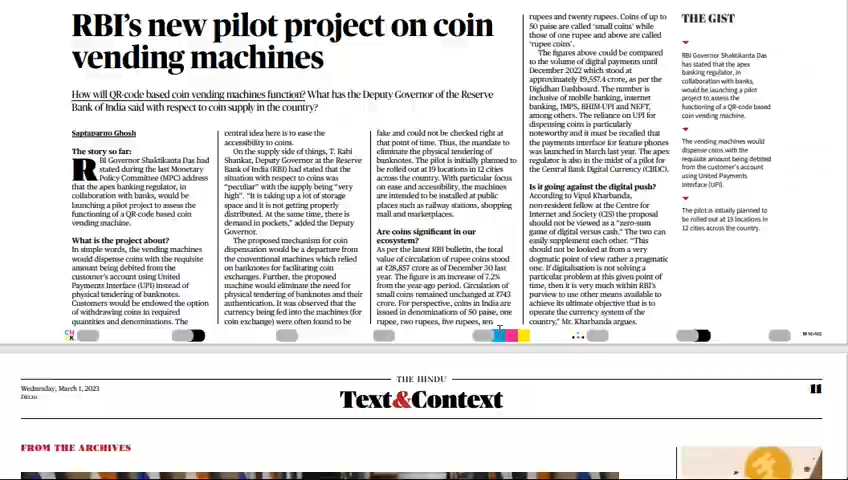 RBI's new pilot project on coin
vending machines
How will QR-code based coin vending machines function? What has the Deputy Governor of the Reserve
Bank of India said with respect to coin supply in the country?
Saptaparno Ghosh
The story so far:
RBI Governor Shaktikanta Das had
stated during the last Monetary
Policy Committee (MPC) address
that the apex banking regulator, in
collaboration with banks, would be
launching a pilot project to assess the
functioning of a QR-code based coin
vending machine.
What is the project about?
In simple words, the vending machines
would dispense coins with the requisite
amount being debited from the
customer's account using United
Payments Interface (UPI) instead of
physical tendering of banknotes.
Customers would be endowed the option
of withdrawing coins in required
quantities and denominations. The
central idea here is to ease the
accessibility to coins.
On the supply side of things, T. Rabi
Shankar, Deputy Governor at the Reserve
Bank of India (RBI) had stated that the
situation with respect to coins was
"peculiar" with the supply being "very
high". "It is taking up a lot of storage
space and it is not getting properly
distributed. At the same time, there is
demand in pockets," added the Deputy
Governor.
The proposed mechanism for coin
dispensation would be a departure from
the conventional machines which relied
on banknotes for facilitating coin
exchanges. Further, the proposed
machine would eliminate the need for
physical tendering of banknotes and their
authentication. It was observed that the
currency being fed into the machines (for
coin exchange) were often found to be
fake and could not be checked right at
that point of time. Thus, the mandate to
eliminate the physical tendering of
banknotes. The pilot is initially planned to
be rolled out at 19 locations in 12 cities
across the country. With particular focus
on ease and accessibility, the machines
are intended to be installed at public
places such as railway stations, shopping
mall and marketplaces.
Are coins significant in our
ecosystem?
As per the latest RBI bulletin, the total
value of circulation of rupee coins stood
at ₹28,857 crore as of December 30 last
year. The figure is an increase of 7.2%
from the year-ago period. Circulation of
small coins remained unchanged at ₹743
crore. For perspective, coins in India are
issued in denominations of 50 paise, one
rupee, two rupees, five rupees, ten
rupees and twenty rupees. Coins of up to
50 paise are called 'small coins' while
those of one rupee and above are called
'rupee coins'.
The figures above could be compared
to the volume of digital payments until
December 2022 which stood at
approximately ₹9,557.4 crore, as per the
Digidhan Dashboard. The number is
inclusive of mobile banking, internet
banking, IMPS, BHIM-UPI and NEFT,
among others. The reliance on UPI for
dispensing coins is particularly
noteworthy and it must be recalled that
the payments interface for feature phones
was launched in March last year. The apex
regulator is also in the midst of a pilot for
the Central Bank Digital Currency (CBDC).
Is it going against the digital push?
According to Vipul Kharbanda,
non-resident fellow at the Centre for
Internet and Society (CIS) the proposal
should not be viewed as a "zero-sum
game of digital versus cash." The two can
easily supplement each other. "This
should not be looked at from a very
dogmatic point of view rather a pragmatic
one. If digitalisation is not solving a
particular problem at this given point of
time, then it is very much within RBI's
purview to use other means available to
achieve its ultimate objective that is to
operate the currency system of the
country," Mr. Kharbanda argues.
THE GIST
RBI Governor Shaktikanta Das
has stated that the apex
banking regulator, in
collaboration with banks,
would be launching a pilot
project to assess the
functioning of a QR-code based
coin vending machine.
The vending machines would
dispense coins with the
requisite amount being debited
from the customer's account
using United Payments
Interface (UPI).
The pilot is initially planned to
be rolled out at 19 locations in
12 cities across the country.
Wednesday, March 1, 2023
DELHI
THE HINDU
Text&Context
11
FROM THE ARCHIVES